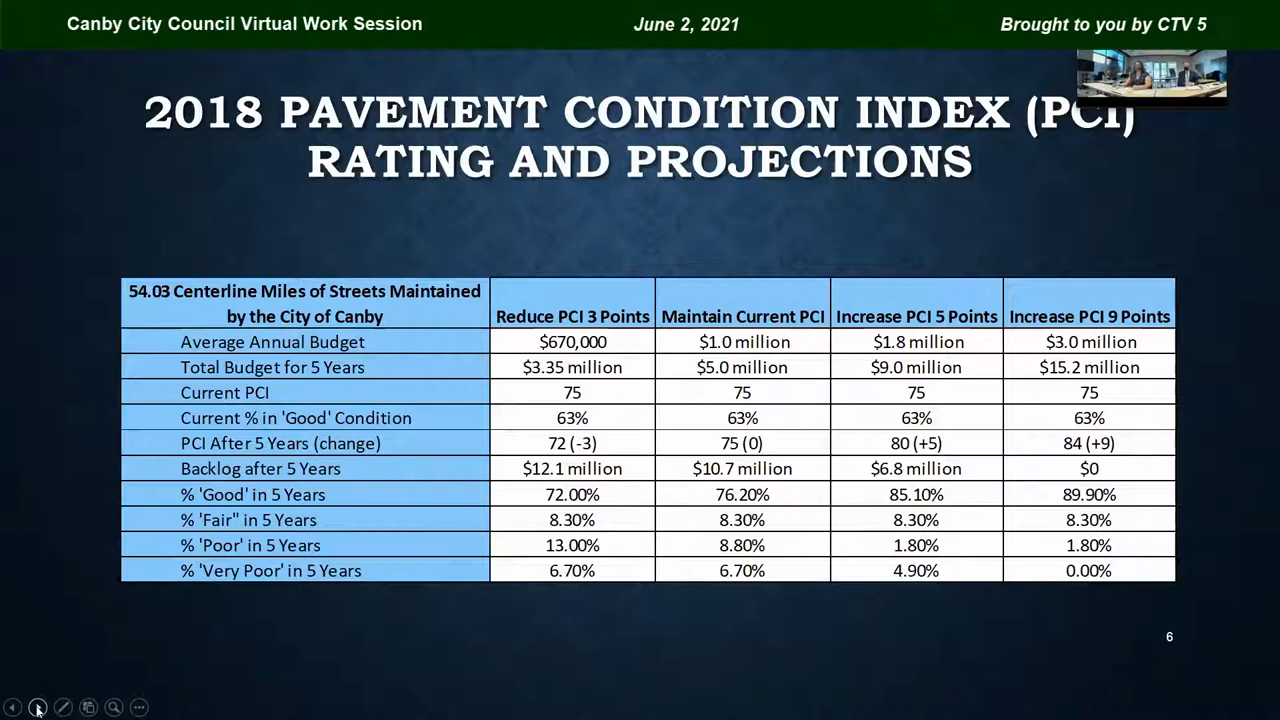 Canby City Council Virtual Work Session June 2, 2021 Brought to you by CTV 5
2018 PAVEMENT CONDITION INDEX (PCI)
RATING AND PROJECTIONS
54.03 Centerline Miles of Streets Maintained
by the City of Canby Reduce PCI 3 Points Maintain Current PCI Increase PCI 5 Points Increase PCI 9 Points
Average Annual Budget $670,000 $1.0 million $1.8 million $3.0 million
Total Budget for 5 Years $3.35 million $5.0 million $9.0 million $15.2 million
Current PCI 75 75 75 75
Current % in 'Good' Condition 63% 63% 63% 63%
PCI After 5 Years (change) 72 (-3) 75 (0) 80 (+5) 84 (+9)
Backlog after 5 Years $12.1 million $10.7 million $6.8 million $0
% 'Good' in 5 Years 72.00% 76.20% 85.10% 89.90%
% 'Fair" in 5 Years 8.30% 8.30% 8.30% 8.30%
% 'Poor' in 5 Years 13.00% 8.80% 1.80% 1.80%
% 'Very Poor' in 5 Years 6.70% 6.70% 4.90% 0.00%
6